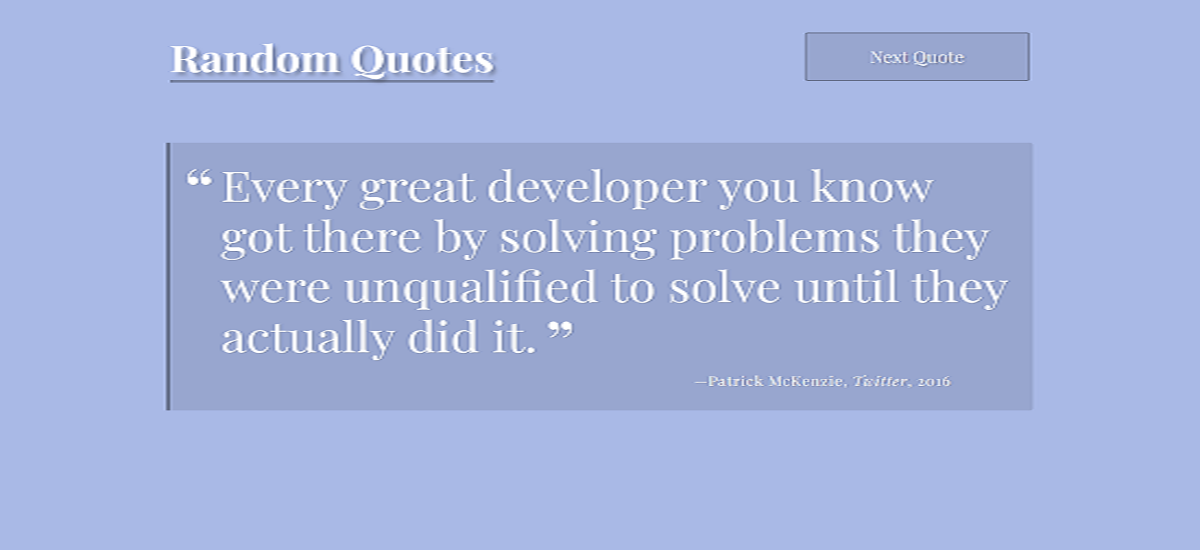 Random Quotes
Next Quote
“Every great developer you know
got there by solving problems they
were unqualified to solve until they
actually did it.”
—Patrick McKenzie, Twitter, 2016